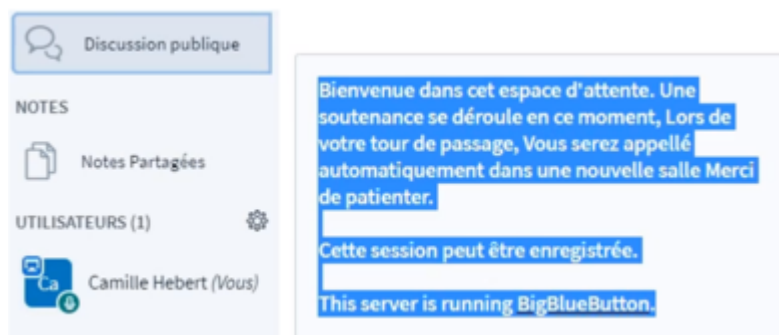 Discussion publique
NOTES
Notes Partagées
UTILISATEURS (1)
Ca
Camille Hebert (Vous)
Bienvenue dans cet espace d'attente. Une
soutenance se déroule en ce moment, Lors de
votre tour de passage, Vous serez appellé
automatiquement dans une nouvelle salle Merci
de patienter.
Cette session peut être enregistrée.
This server is running BigBlueButton.